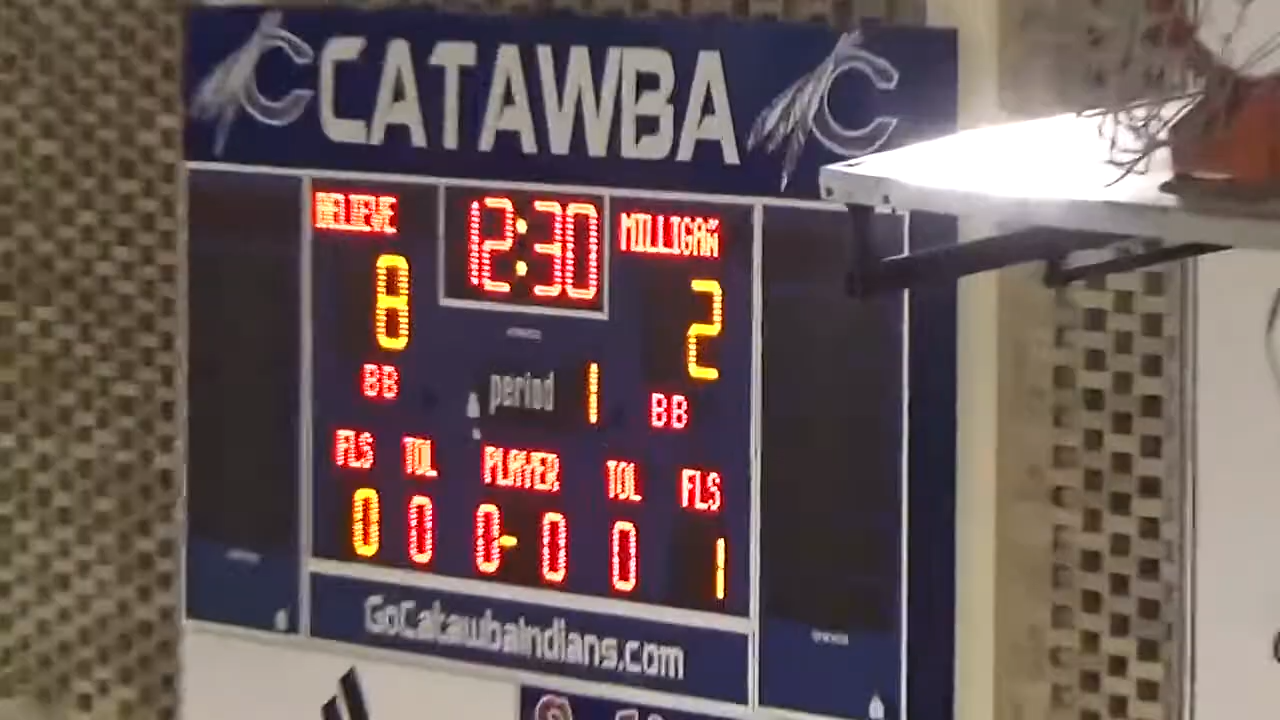 CATAWBA
BELIEVE 12:30 MILLIGAN
8 2
BB period 1 BB
FLS TOL PLAYER TOL FLS
0 0 0-0 0 1
GoCatawbaIndians.com